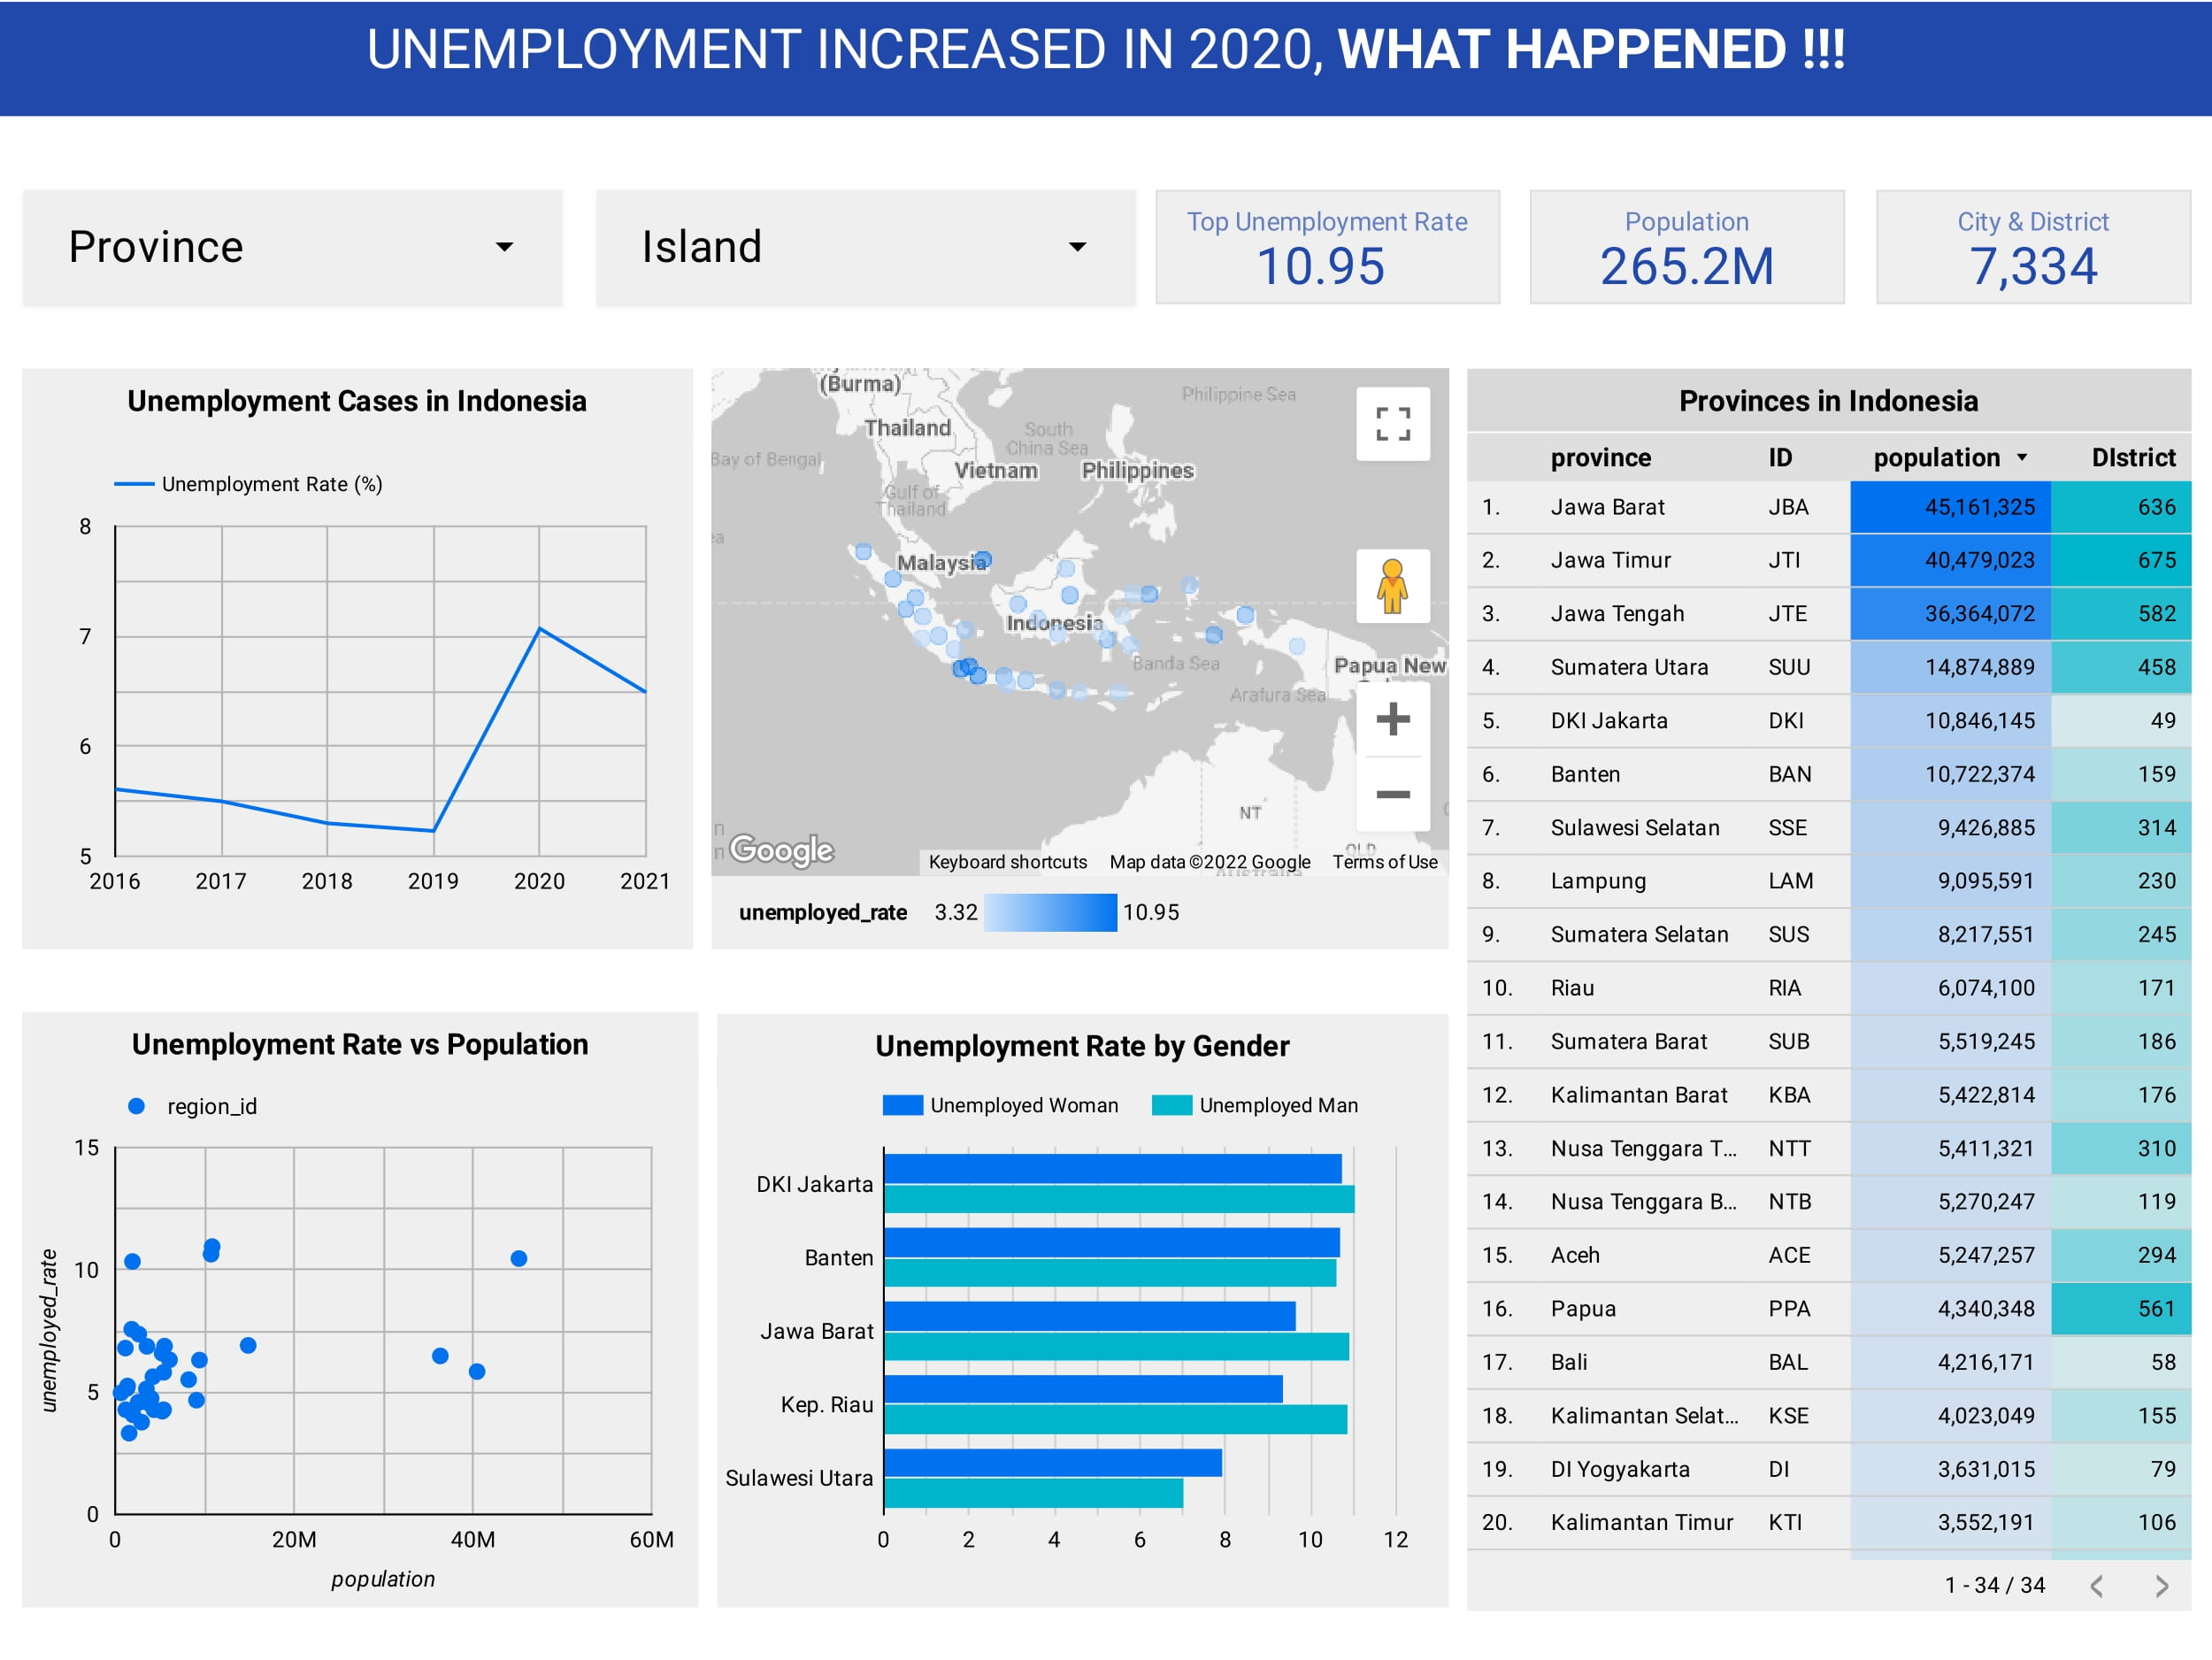 UNEMPLOYMENT INCREASED IN 2020, WHAT HAPPENED !!!
Province
Island
Top Unemployment Rate
10.95
Population
265.2M
City & District
7,334
Unemployment Cases in Indonesia
Unemployment Rate (%)
8
7
6
5
2016 2017 2018 2019 2020 2021
(Burma)
Philippine Sea
Thailand
South
China Sea
Bay of Bengal
Vietnam
Philippines
Gulf of
Thailand
Malaysia
Indonesia
Banda Sea
Papua New
Arafura Sea
NT
Google
Keyboard shortcuts Map data ©2022 Google Terms of Use
unemployed_rate 3.32 10.95
Unemployment Rate vs Population
region_id
unemployed_rate
15
10
5
0
0 20M 40M 60M
population
Unemployment Rate by Gender
Unemployed Woman Unemployed Man
DKI Jakarta
Banten
Jawa Barat
Kep. Riau
Sulawesi Utara
0 2 4 6 8 10 12
Provinces in Indonesia
province ID population DIstrict
1. Jawa Barat JBA 45,161,325 636
2. Jawa Timur JTI 40,479,023 675
3. Jawa Tengah JTE 36,364,072 582
4. Sumatera Utara SUU 14,874,889 458
5. DKI Jakarta DKI 10,846,145 49
6. Banten BAN 10,722,374 159
7. Sulawesi Selatan SSE 9,426,885 314
8. Lampung LAM 9,095,591 230
9. Sumatera Selatan SUS 8,217,551 245
10. Riau RIA 6,074,100 171
11. Sumatera Barat SUB 5,519,245 186
12. Kalimantan Barat KBA 5,422,814 176
13. Nusa Tenggara T... NTT 5,411,321 310
14. Nusa Tenggara B... NTB 5,270,247 119
15. Aceh ACE 5,247,257 294
16. Papua PPA 4,340,348 561
17. Bali BAL 4,216,171 58
18. Kalimantan Selat... KSE 4,023,049 155
19. DI Yogyakarta DI 3,631,015 79
20. Kalimantan Timur KTI 3,552,191 106
1 - 34 / 34